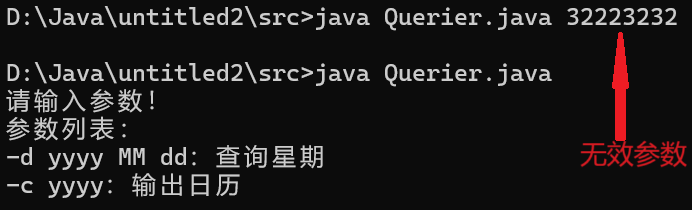 D:\Java\untitled2\src>java Querier.java 32223232
D:\Java\untitled2\src>java Querier.java
请输入参数!
参数列表:
-d yyyy MM dd: 查询星期
-c yyyy: 输出日历
无效参数